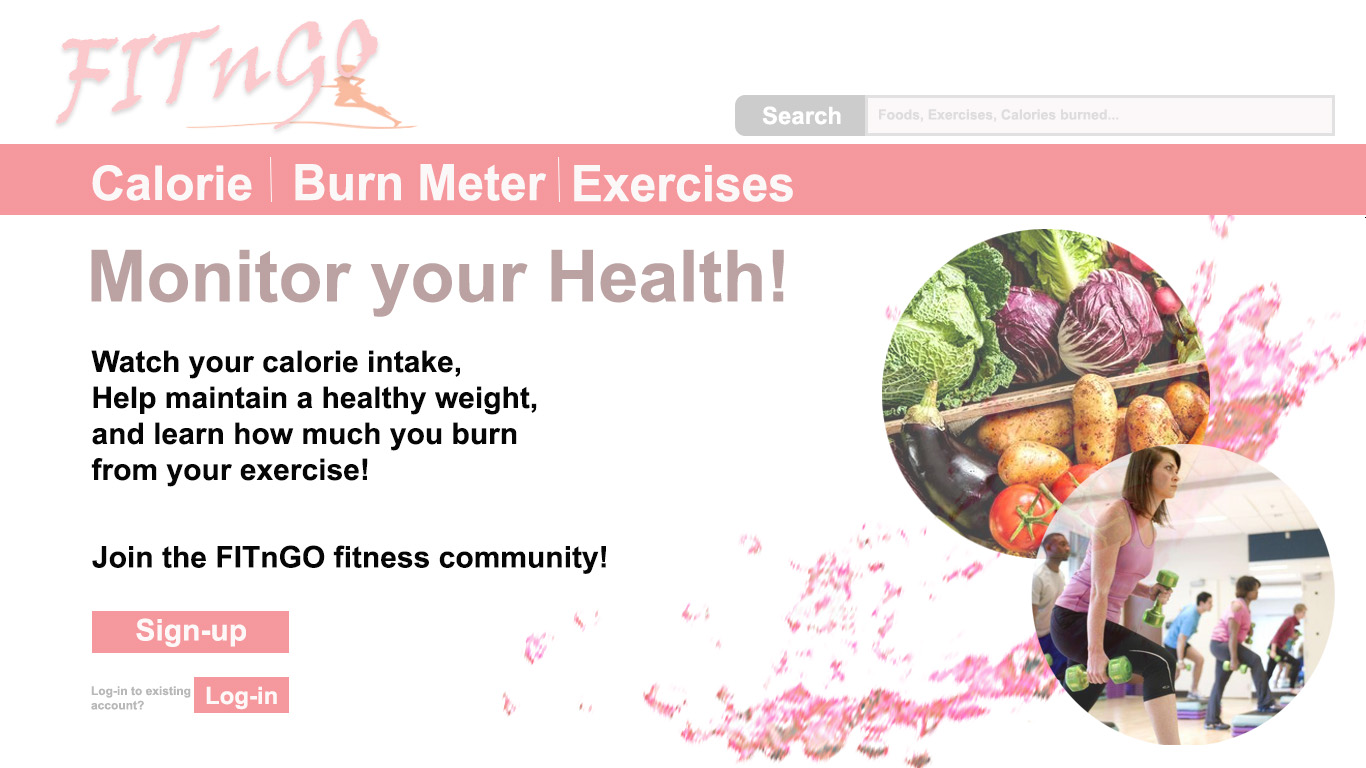 FITnGO
Search
Foods, Exercises, Calories burned...
Calorie
Burn Meter
Exercises
Monitor your Health!
Watch your calorie intake,
Help maintain a healthy weight,
and learn how much you burn
from your exercise!
Join the FITnGO fitness community!
Sign-up
Log-in to existing
account?
Log-in